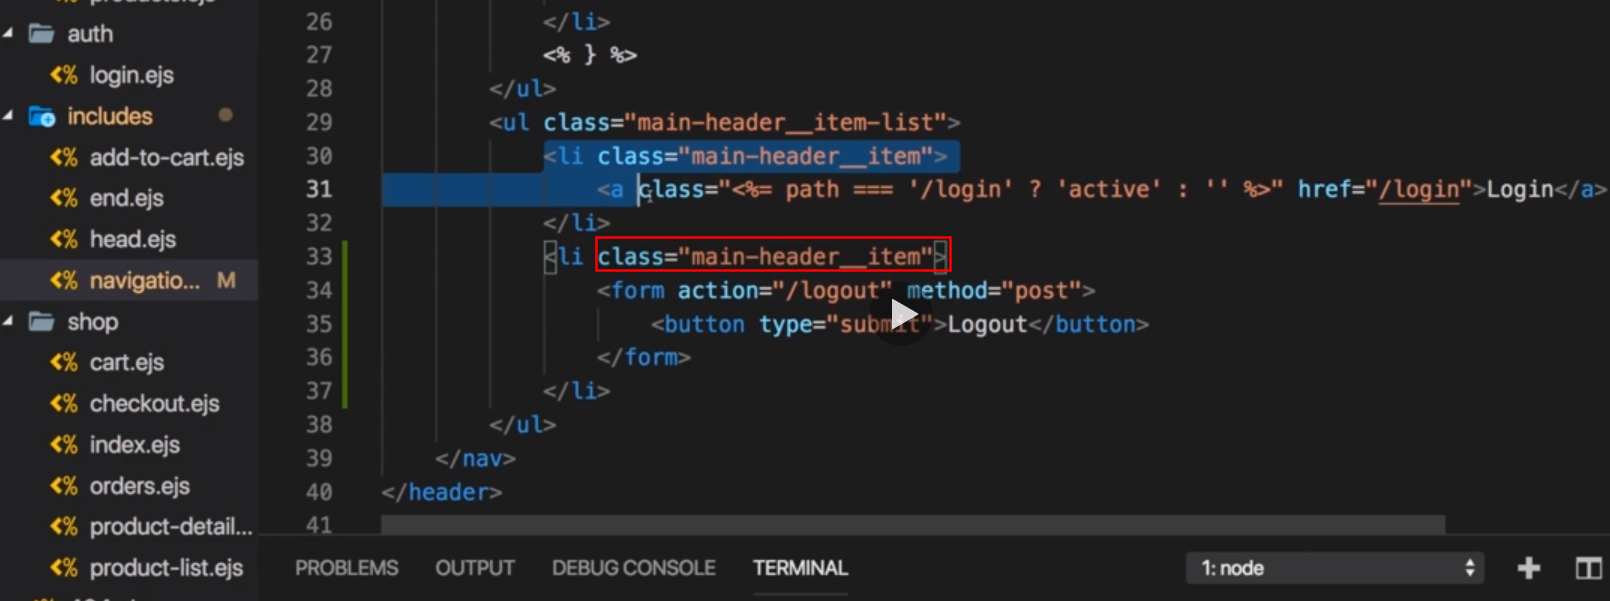 products.ejs
auth
login.ejs
includes
add-to-cart.ejs
end.ejs
head.ejs
navigatio... M
shop
cart.ejs
checkout.ejs
index.ejs
orders.ejs
product-detail...
product-list.ejs
26 </li>
27 <% } %>
28 </ul>
29 <ul class="main-header__item-list">
30 <li class="main-header__item">
31 <a class="<%= path === '/login' ? 'active' : '' %>" href="/login">Login</a>
32 </li>
33 <li class="main-header__item">
34 <form action="/logout" method="post">
35 <button type="submit">Logout</button>
36 </form>
37 </li>
38 </ul>
39 </nav>
40 </header>
41
PROBLEMS OUTPUT DEBUG CONSOLE TERMINAL 1: node